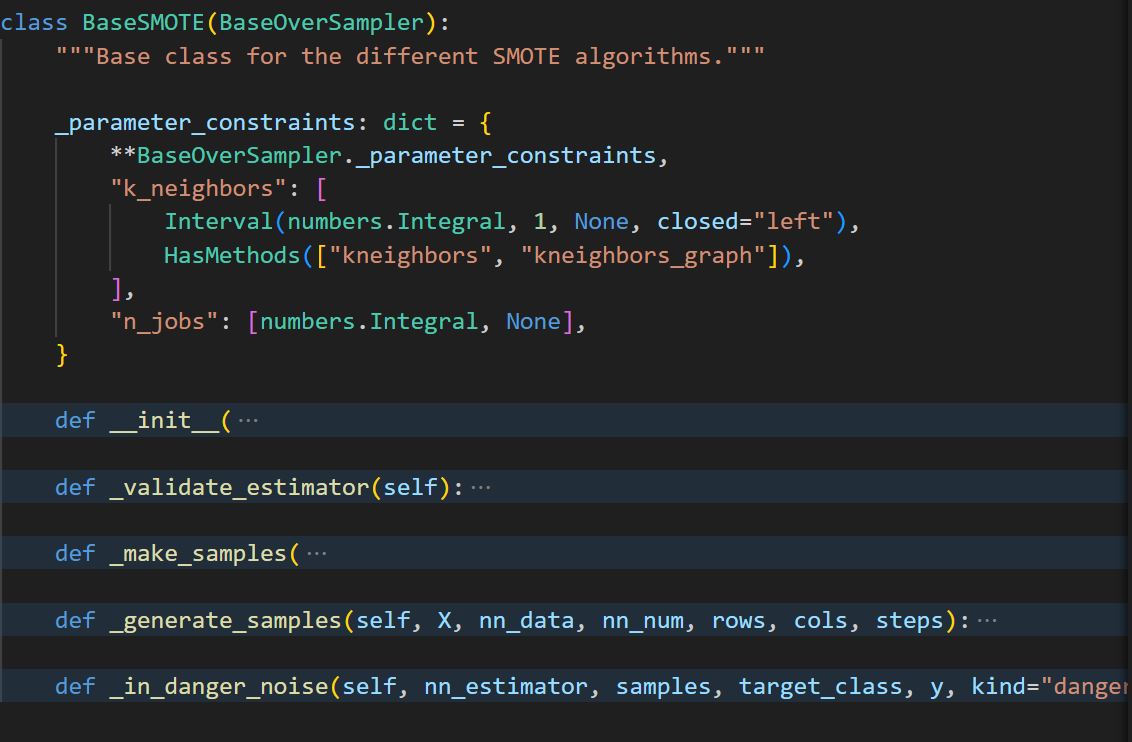 class BaseSMOTE(BaseOverSampler):
    """Base class for the different SMOTE algorithms."""

    _parameter_constraints: dict = {
        **BaseOverSampler._parameter_constraints,
        "k_neighbors": [
            Interval(numbers.Integral, 1, None, closed="left"),
            HasMethods(["kneighbors", "kneighbors_graph"]),
        ],
        "n_jobs": [numbers.Integral, None],
    }

    def __init__(⋯

    def _validate_estimator(self):⋯

    def _make_samples(⋯

    def _generate_samples(self, X, nn_data, nn_num, rows, cols, steps):⋯

    def _in_danger_noise(self, nn_estimator, samples, target_class, y, kind="danger